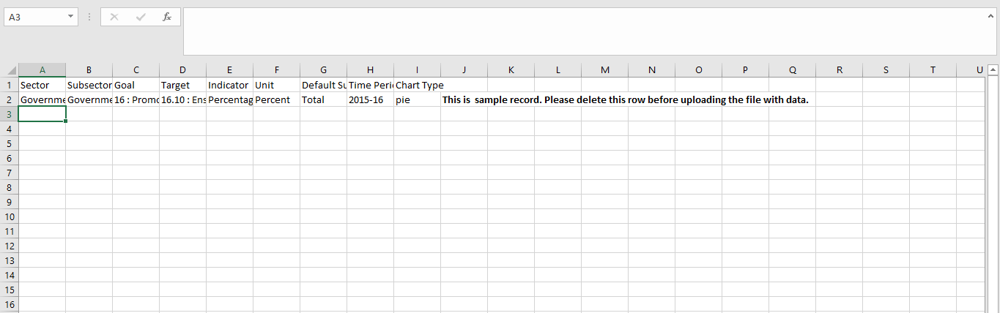 A3
fx
A B C D E F G H I J K L M N O P Q R S T U
1 Sector Subsector Goal Target Indicator Unit Default Su Time Peri Chart Type
2 Governme Governme 16 : Promo 16.10 : Ens Percentag Percent Total 2015-16 pie This is sample record. Please delete this row before uploading the file with data.
3
4
5
6
7
8
9
10
11
12
13
14
15
16